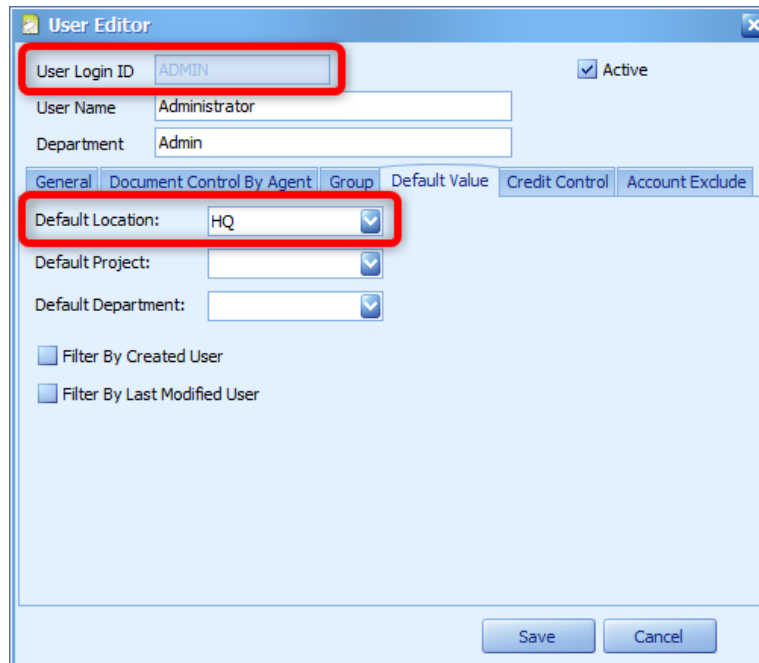 User Editor
User Login ID ADMIN Active
User Name Administrator
Department Admin
General Document Control By Agent Group Default Value Credit Control Account Exclude
Default Location: HQ
Default Project:
Default Department:
Filter By Created User
Filter By Last Modified User
Save Cancel